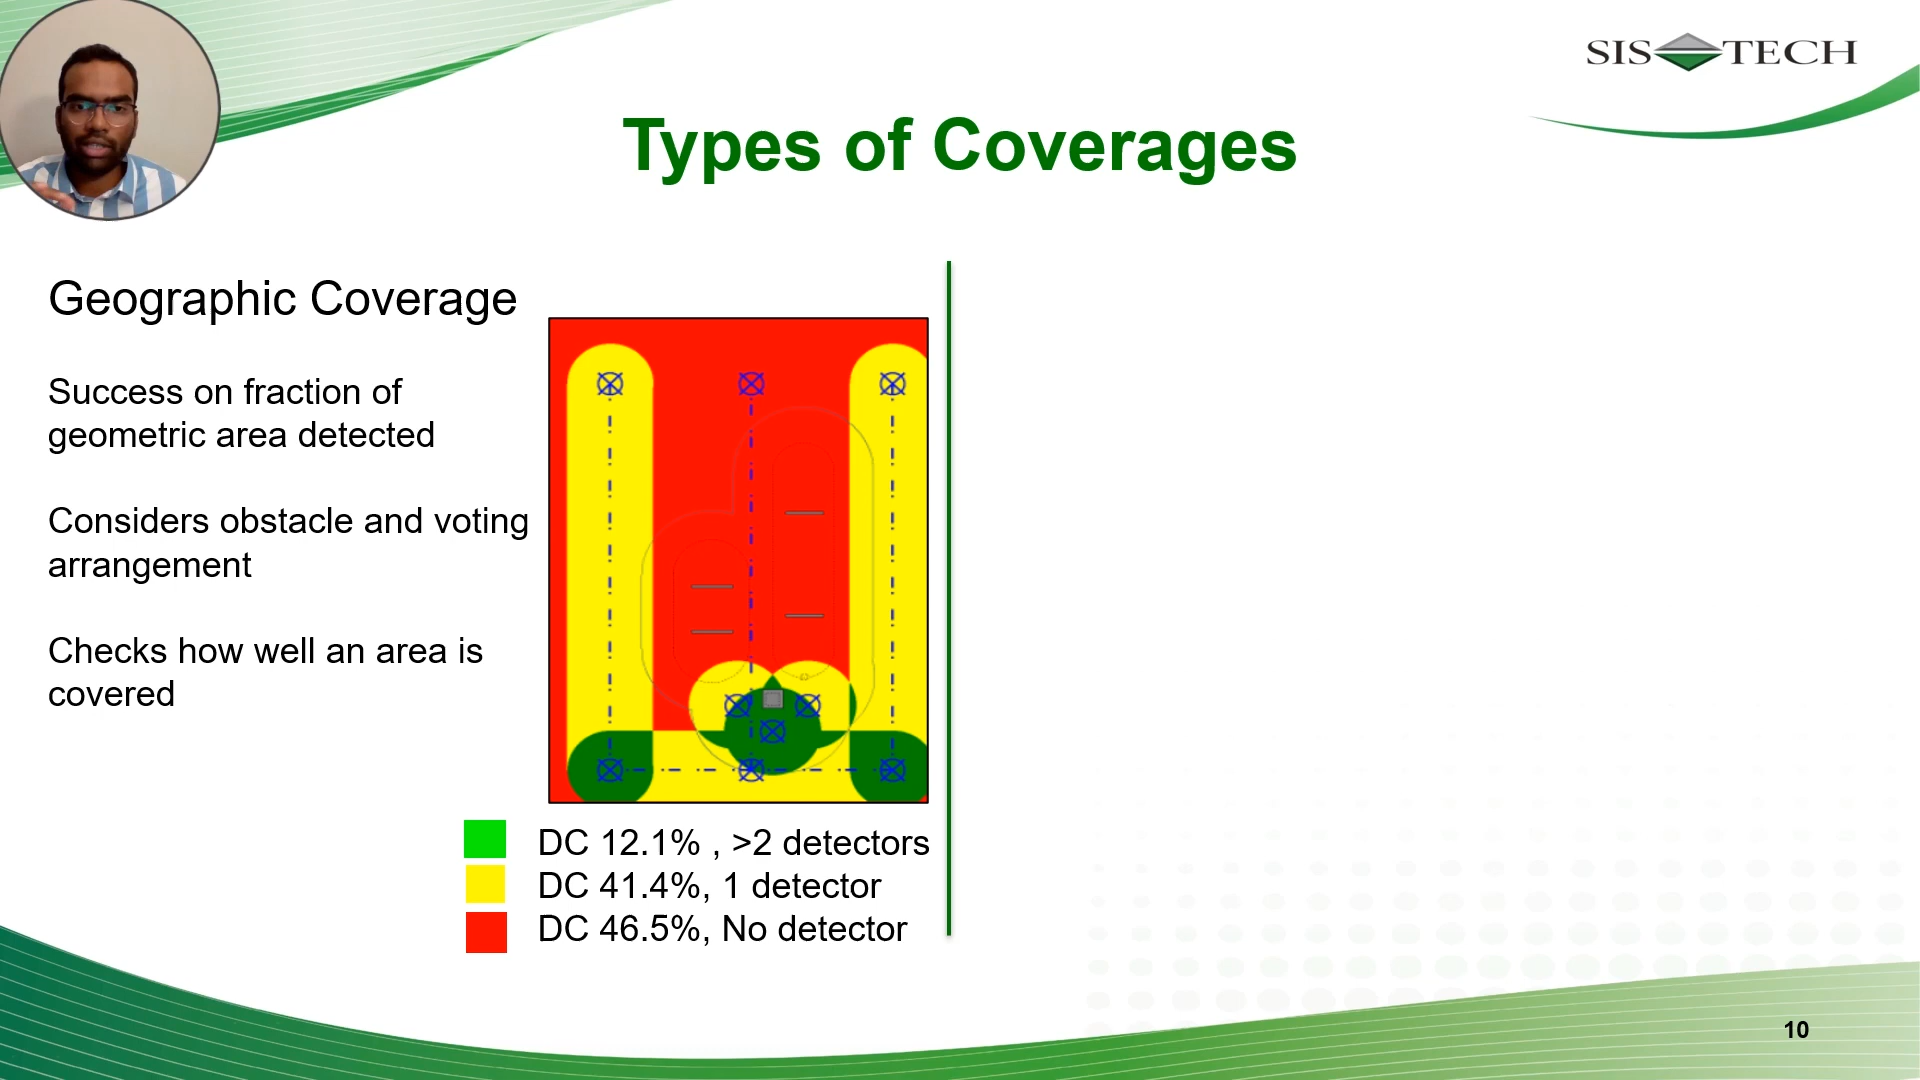 SIS TECH
Types of Coverages
Geographic Coverage
Success on fraction of
geometric area detected
Considers obstacle and voting
arrangement
Checks how well an area is
covered
DC 12.1% , >2 detectors
DC 41.4%, 1 detector
DC 46.5%, No detector
10